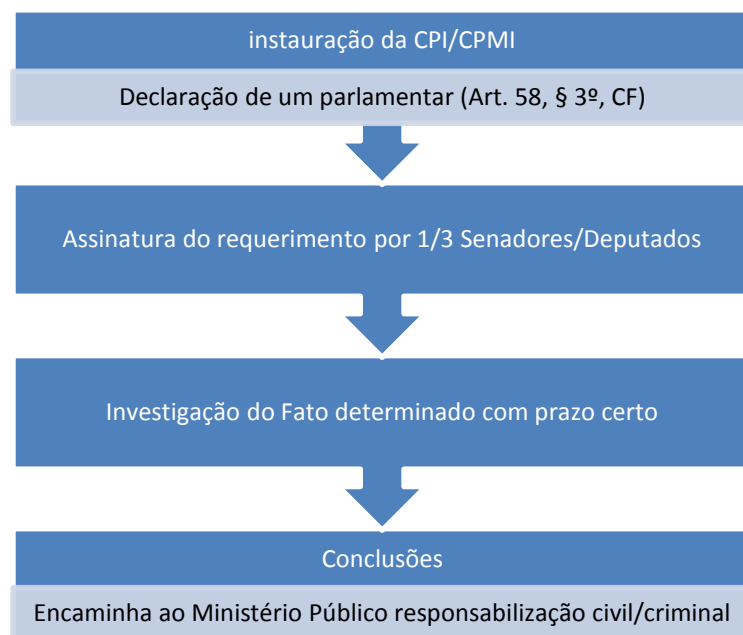 instauração da CPI/CPMI
Declaração de um parlamentar (Art. 58, § 3º, CF)
Assinatura do requerimento por 1/3 Senadores/Deputados
Investigação do Fato determinado com prazo certo
Conclusões
Encaminha ao Ministério Público responsabilização civil/criminal